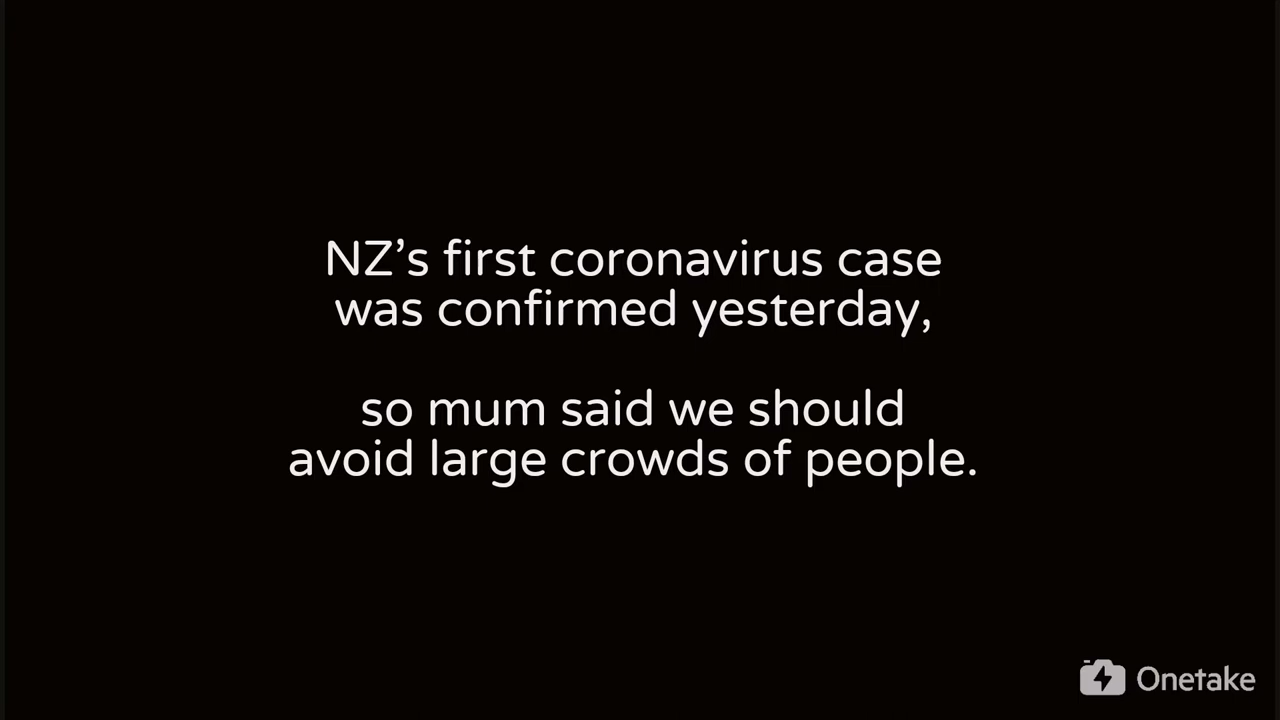 NZ’s first coronavirus case
was confirmed yesterday,
so mum said we should
avoid large crowds of people.
Onetake